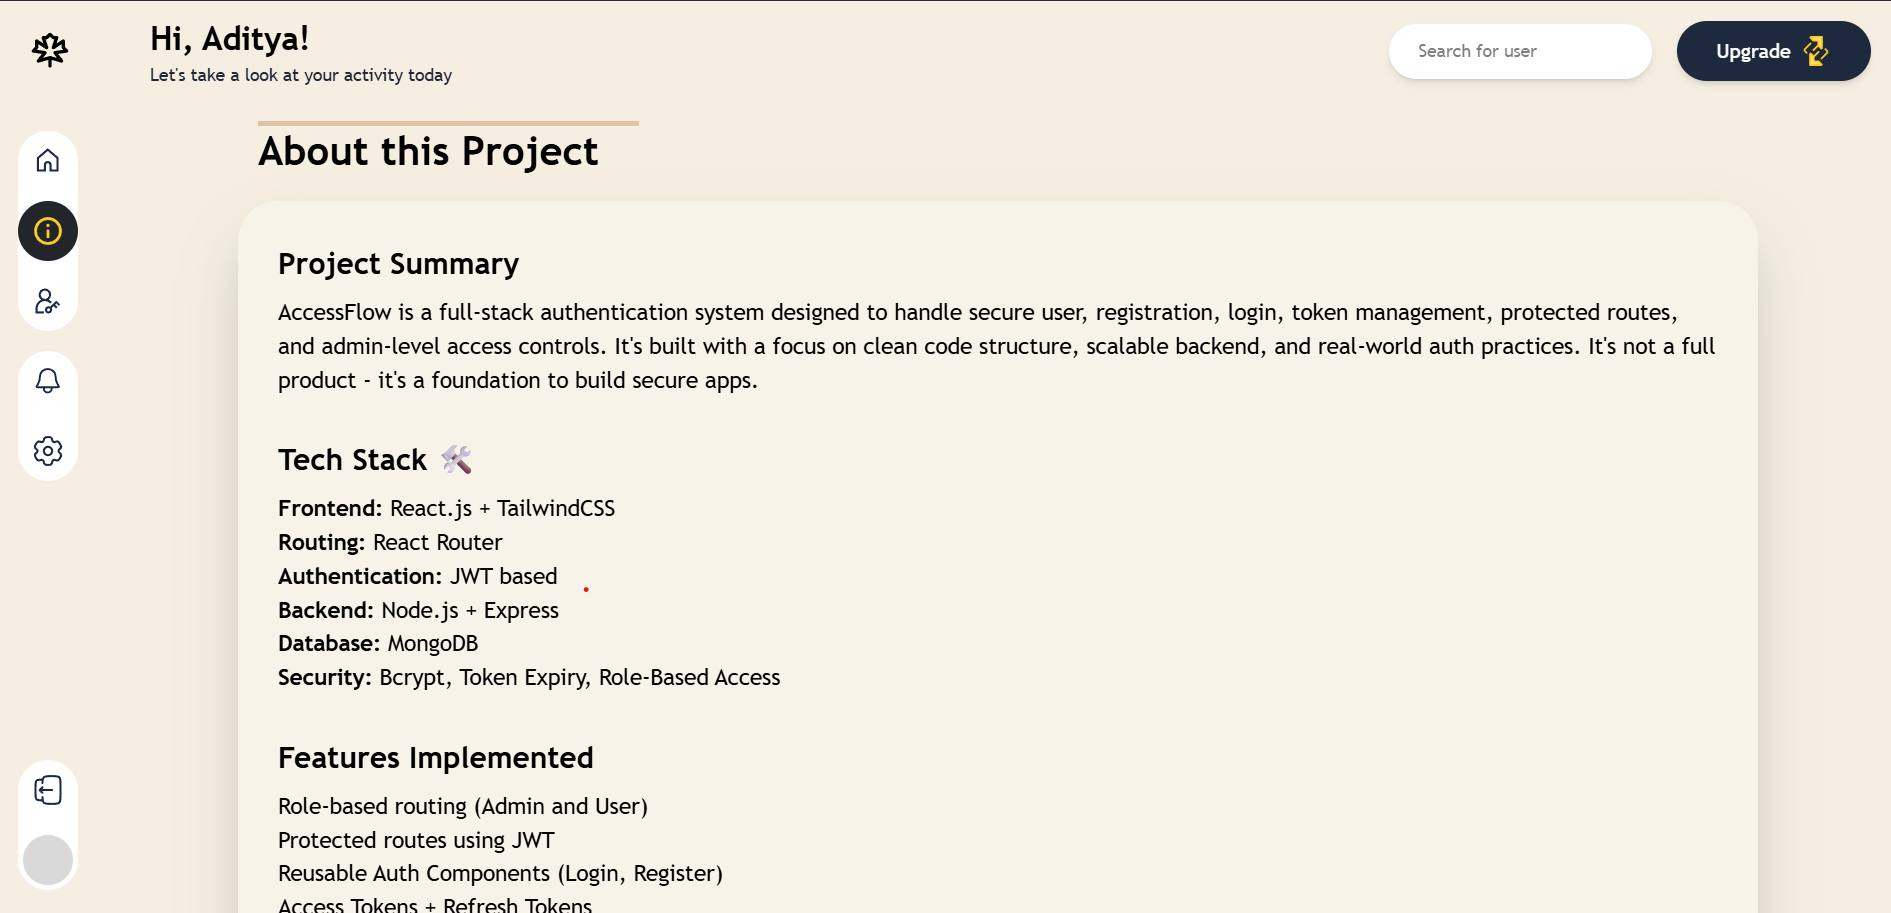 Hi, Aditya!
Let's take a look at your activity today
Search for user
Upgrade
About this Project
Project Summary
AccessFlow is a full-stack authentication system designed to handle secure user, registration, login, token management, protected routes,
and admin-level access controls. It's built with a focus on clean code structure, scalable backend, and real-world auth practices. It's not a full
product - it's a foundation to build secure apps.
Tech Stack 🛠️
Frontend: React.js + TailwindCSS
Routing: React Router
Authentication: JWT based
Backend: Node.js + Express
Database: MongoDB
Security: Bcrypt, Token Expiry, Role-Based Access
Features Implemented
Role-based routing (Admin and User)
Protected routes using JWT
Reusable Auth Components (Login, Register)
Access Tokens + Refresh Tokens